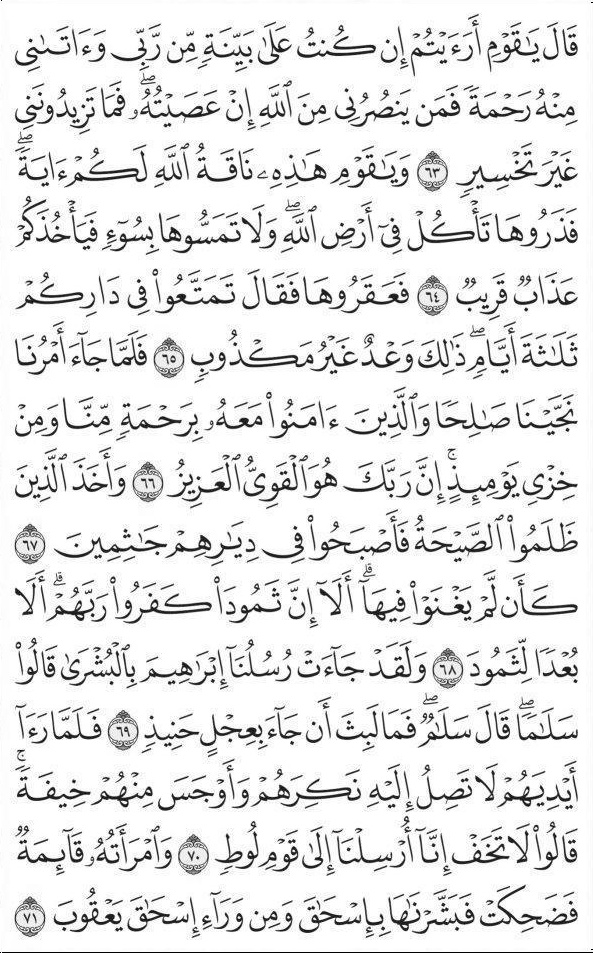 قَالَ يَٰقَوْمِ أَرَءَيْتُمْ إِن كُنتُ عَلَىٰ بَيِّنَةٍ مِّن رَّبِّي وَءَاتَىٰنِي
مِنْهُ رَحْمَةً فَمَن يَنصُرُنِي مِنَ ٱللَّهِ إِنْ عَصَيْتُهُۥۖ فَمَا تَزِيدُونَنِي
غَيْرَ تَخْسِيرٍ ٦٣ وَيَٰقَوْمِ هَٰذِهِۦ نَاقَةُ ٱللَّهِ لَكُمْ ءَايَةًۖ
فَذَرُوهَا تَأْكُلْ فِيٓ أَرْضِ ٱللَّهِۖ وَلَا تَمَسُّوهَا بِسُوٓءٍ فَيَأْخُذَكُمْ
عَذَابٌ قَرِيبٌ ٦٤ فَعَقَرُوهَا فَقَالَ تَمَتَّعُوا۟ فِي دَارِكُمْ
ثَلَٰثَةَ أَيَّامٍۖ ذَٰلِكَ وَعْدٌ غَيْرُ مَكْذُوبٍ ٦٥ فَلَمَّا جَآءَ أَمْرُنَا
نَجَّيْنَا صَٰلِحًا وَٱلَّذِينَ ءَامَنُوا۟ مَعَهُۥ بِرَحْمَةٍ مِّنَّا وَمِنْ
خِزْيِ يَوْمِئِذٍۚ إِنَّ رَبَّكَ هُوَ ٱلْقَوِيُّ ٱلْعَزِيزُ ٦٦ وَأَخَذَ ٱلَّذِينَ
ظَلَمُوا۟ ٱلصَّيْحَةُ فَأَصْبَحُوا۟ فِي دِيَٰرِهِمْ جَٰثِمِينَ ٦٧
كَأَن لَّمْ يَغْنَوْا۟ فِيهَآۗ أَلَآ إِنَّ ثَمُودَا۟ كَفَرُوا۟ رَبَّهُمْۗ أَلَا
بُعْدًا لِّثَمُودَ ٦٨ وَلَقَدْ جَآءَتْ رُسُلُنَآ إِبْرَٰهِيمَ بِٱلْبُشْرَىٰ قَالُوا۟
سَلَٰمًاۖ قَالَ سَلَٰمٌۖ فَمَا لَبِثَ أَن جَآءَ بِعِجْلٍ حَنِيذٍ ٦٩ فَلَمَّا رَءَآ
أَيْدِيَهُمْ لَا تَصِلُ إِلَيْهِ نَكِرَهُمْ وَأَوْجَسَ مِنْهُمْ خِيفَةًۚ
قَالُوا۟ لَا تَخَفْ إِنَّآ أُرْسِلْنَآ إِلَىٰ قَوْمِ لُوطٍ ٧٠ وَٱمْرَأَتُهُۥ قَآئِمَةٌ
فَضَحِكَتْ فَبَشَّرْنَٰهَا بِإِسْحَٰقَ وَمِن وَرَآءِ إِسْحَٰقَ يَعْقُوبَ ٧١